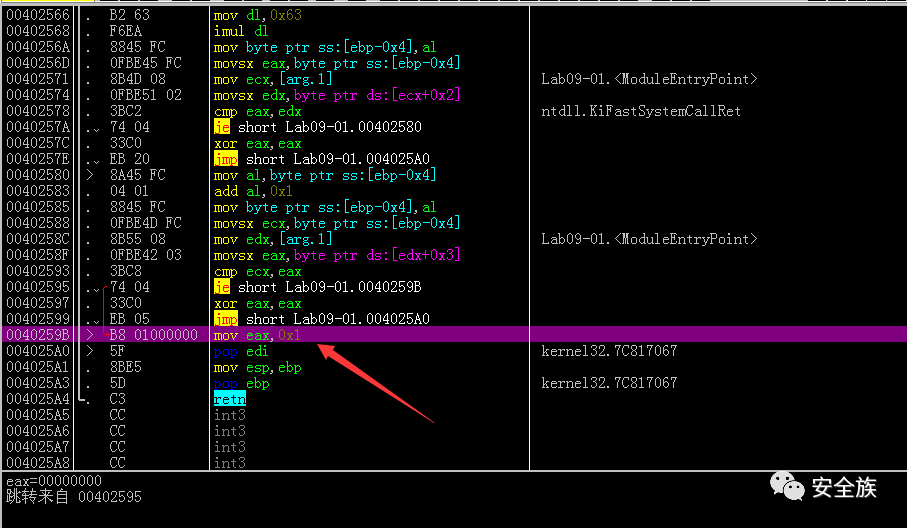 00402566 . B2 63 mov dl,0x63
00402568 . F6EA imul dl
0040256A . 8845 FC mov byte ptr ss:[ebp-0x4],al
0040256D . 0FBE45 FC movsx eax,byte ptr ss:[ebp-0x4]
00402571 . 8B4D 08 mov ecx,[arg.1] Lab09-01.<ModuleEntryPoint>
00402574 . 0FBE51 02 movsx edx,byte ptr ds:[ecx+0x2]
00402578 . 3BC2 cmp eax,edx ntdll.KiFastSystemCallRet
0040257A . 74 04 je short Lab09-01.00402580
0040257C . 33C0 xor eax,eax
0040257E . EB 20 jmp short Lab09-01.004025A0
00402580 > 8A45 FC mov al,byte ptr ss:[ebp-0x4]
00402583 . 04 01 add al,0x1
00402585 . 8845 FC mov byte ptr ss:[ebp-0x4],al
00402588 . 0FBE4D FC movsx ecx,byte ptr ss:[ebp-0x4]
0040258C . 8B55 08 mov edx,[arg.1] Lab09-01.<ModuleEntryPoint>
0040258F . 0FBE42 03 movsx eax,byte ptr ds:[edx+0x3]
00402593 . 3BC8 cmp ecx,eax
00402595 . 74 04 je short Lab09-01.0040259B
00402597 . 33C0 xor eax,eax
00402599 . EB 05 jmp short Lab09-01.004025A0
0040259B > B8 01000000 mov eax,0x1
004025A0 > 5F pop edi kernel32.7C817067
004025A1 . 8BE5 mov esp,ebp
004025A3 . 5D pop ebp kernel32.7C817067
004025A4 . C3 retn
004025A5 CC int3
004025A6 CC int3
004025A7 CC int3
004025A8 CC int3
eax=00000000
跳转来自 00402595
安全族